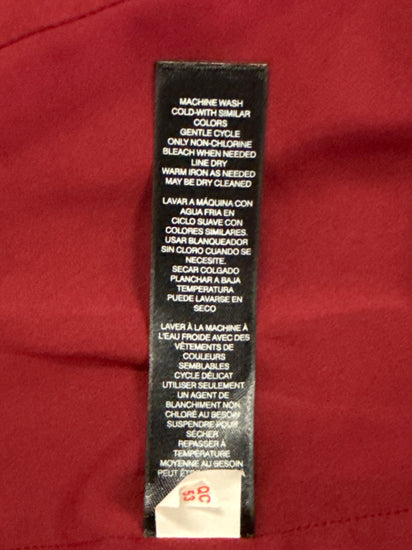 MACHINE WASH
COLD-WITH SIMILAR
COLORS
GENTLE CYCLE
ONLY NON-CHLORINE
BLEACH WHEN NEEDED
LINE DRY
WARM IRON AS NEEDED
MAY BE DRY CLEANED
LAVAR A MÁQUINA CON
AGUA FRIA EN
CICLO SUAVE CON
COLORES SIMILARES.
USAR BLANQUEADOR
SIN CLORO CUANDO SE
NECESITE.
SECAR COLGADO
PLANCHAR A BAJA
TEMPERATURA
PUEDE LAVARSE EN
SECO
LAVER À LA MACHINE À
L'EAU FROIDE AVEC DES
VÊTEMENTS DE
COULEURS
SEMBLABLES
CYCLE DÉLICAT
UTILISER SEULEMENT
UN AGENT DE
BLANCHIMENT NON
CHLORÉ AU BESOIN
SUSPENDRE POUR
SÉCHER
REPASSER À
TEMPÉRATURE
MOYENNE AU BESOIN
PEUT
QC
53